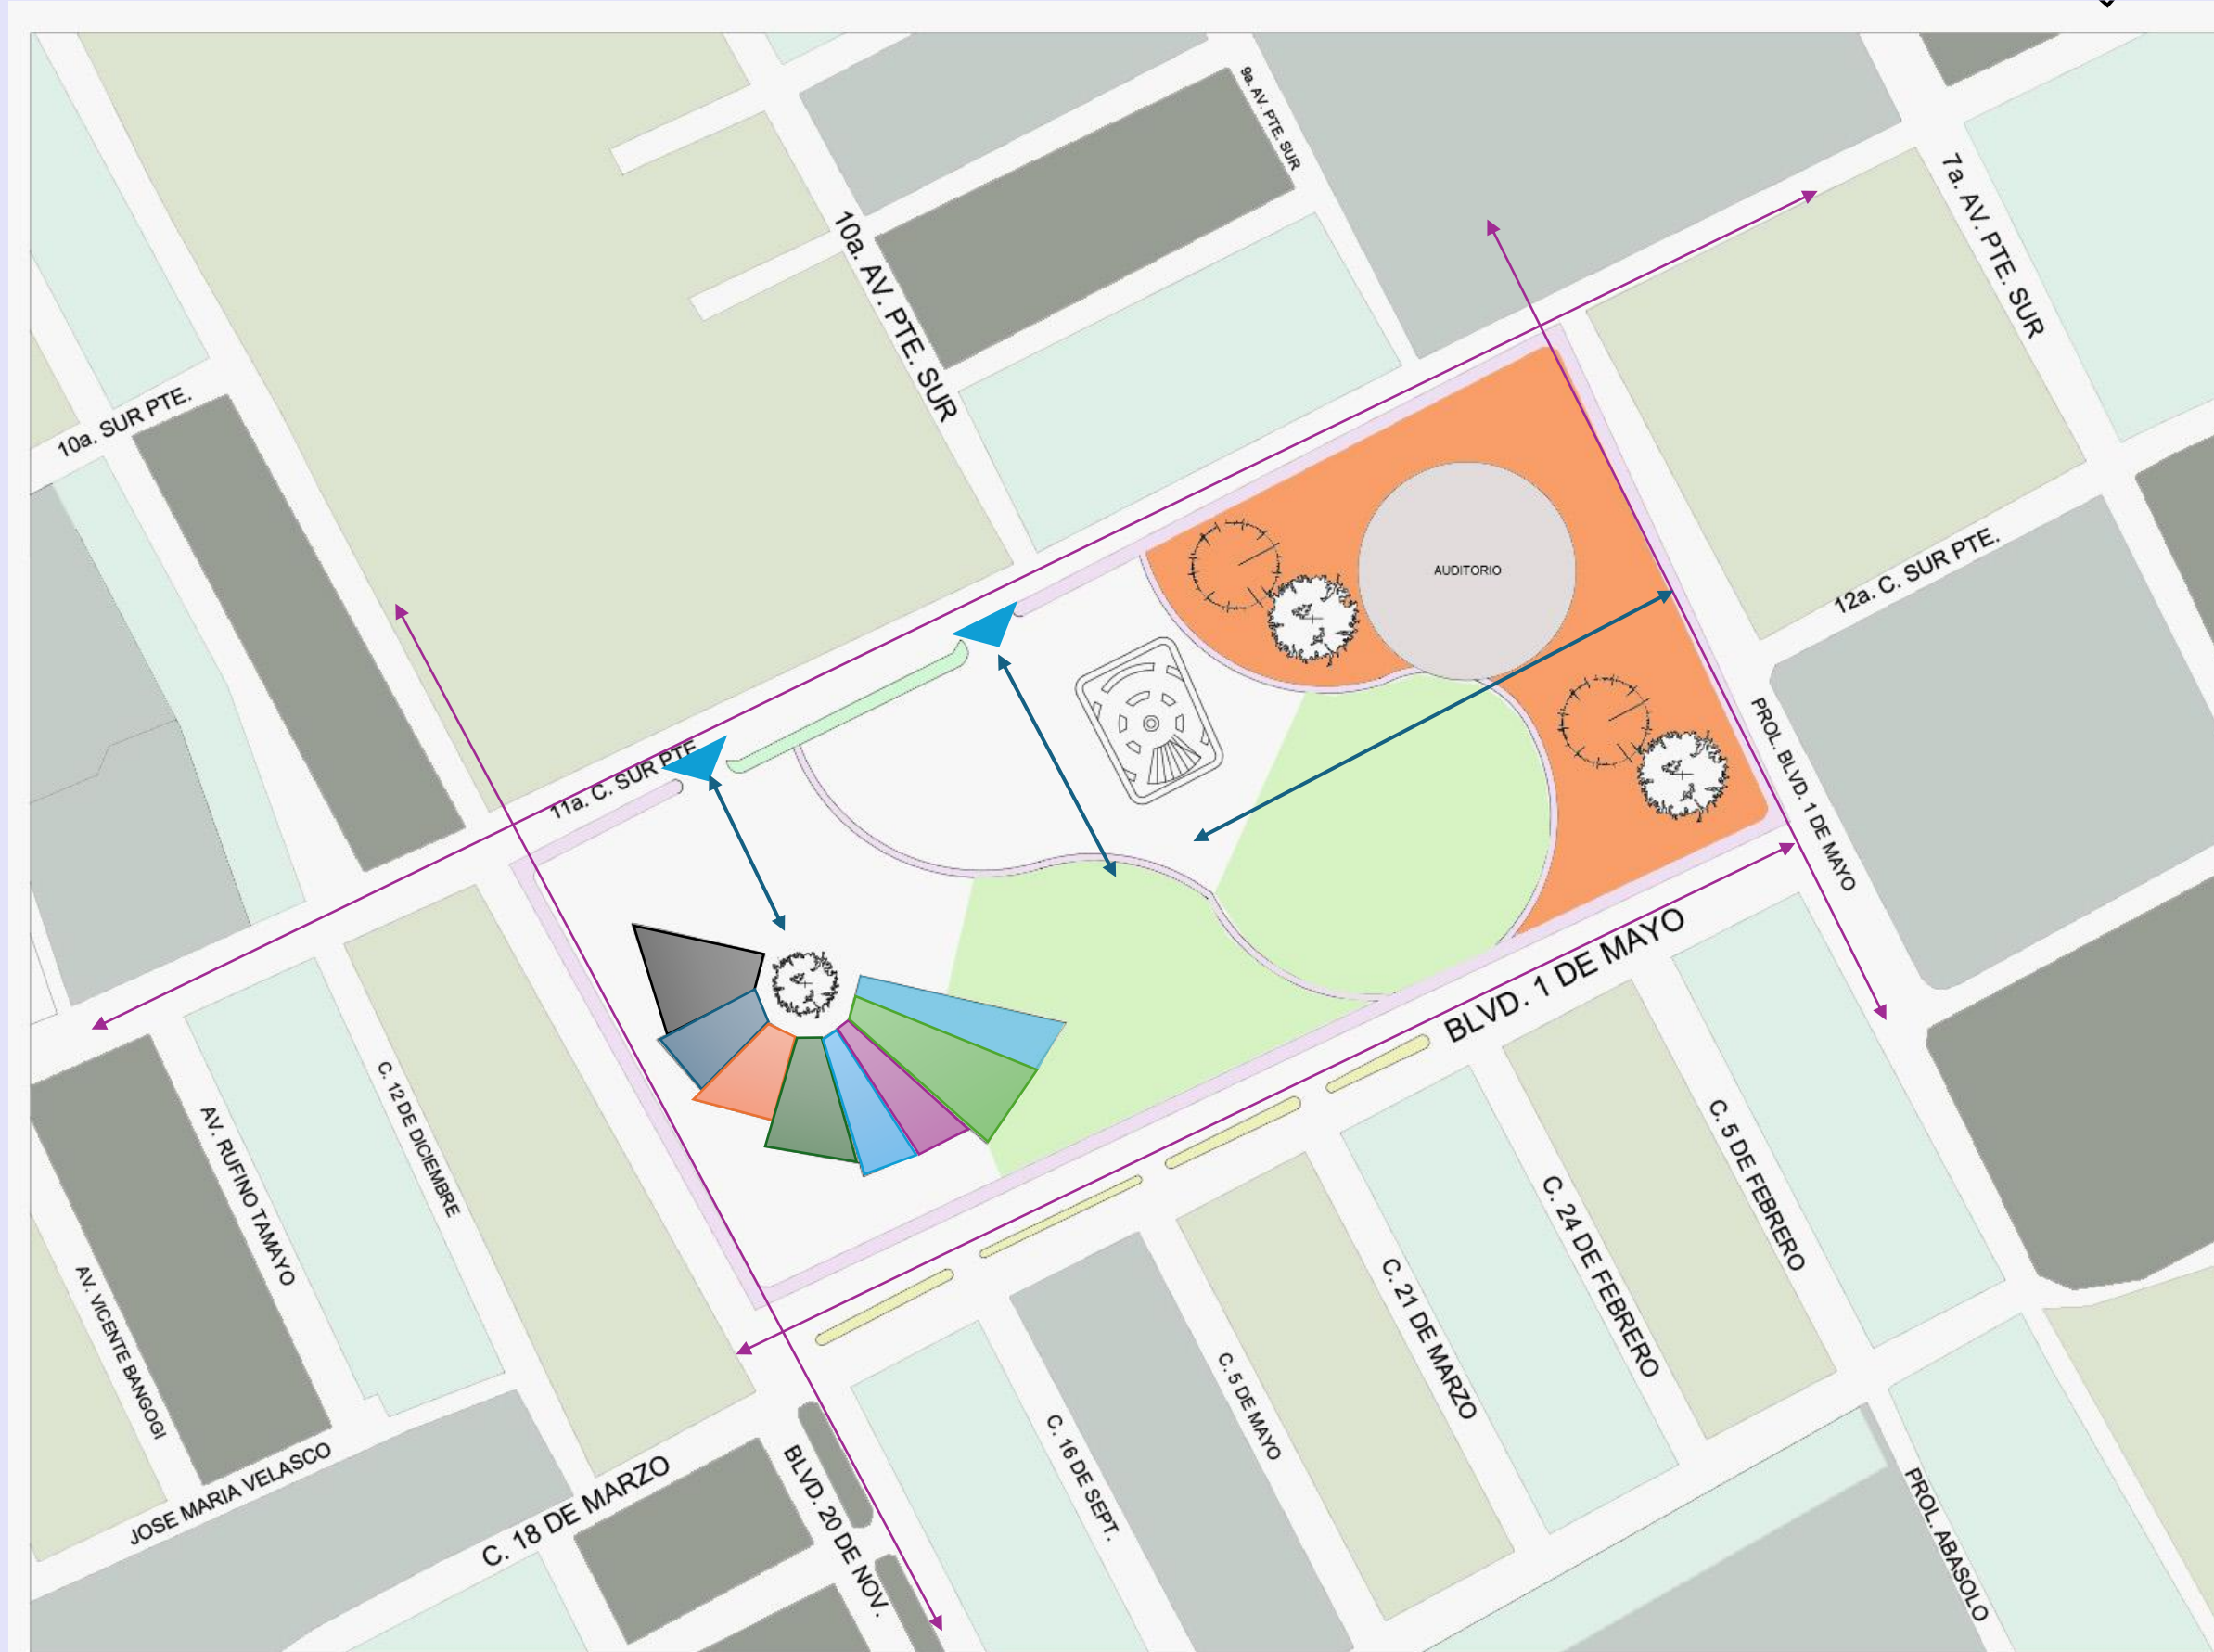 9a. AV. PTE. SUR
7a. AV. PTE. SUR
10a. AV. PTE. SUR
10a. SUR PTE.
AUDITORIO
12a. C. SUR PTE.
11a. C. SUR PTE.
PROL. BLVD. 1 DE MAYO
BLVD. 1 DE MAYO
C. 12 DE DICIEMBRE
AV. RUFINO TAMAYO
C. 5 DE FEBRERO
C. 24 DE FEBRERO
AV. VICENTE BANGOGI
C. 21 DE MARZO
C. 5 DE MAYO
C. 16 DE SEPT.
JOSE MARIA VELASCO
C. 18 DE MARZO
BLVD. 20 DE NOV.
PROL. ABASOLO